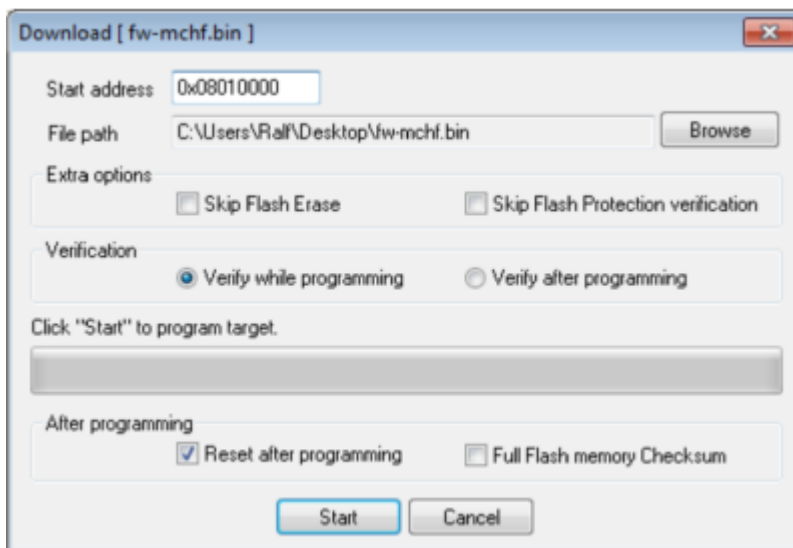 Download [ fw-mchf.bin ]
Start address 0x08010000
File path C:\Users\Ralf\Desktop\fw-mchf.bin Browse
Extra options
Skip Flash Erase Skip Flash Protection verification
Verification
Verify while programming Verify after programming
Click "Start" to program target.
After programming
Reset after programming Full Flash memory Checksum
Start Cancel